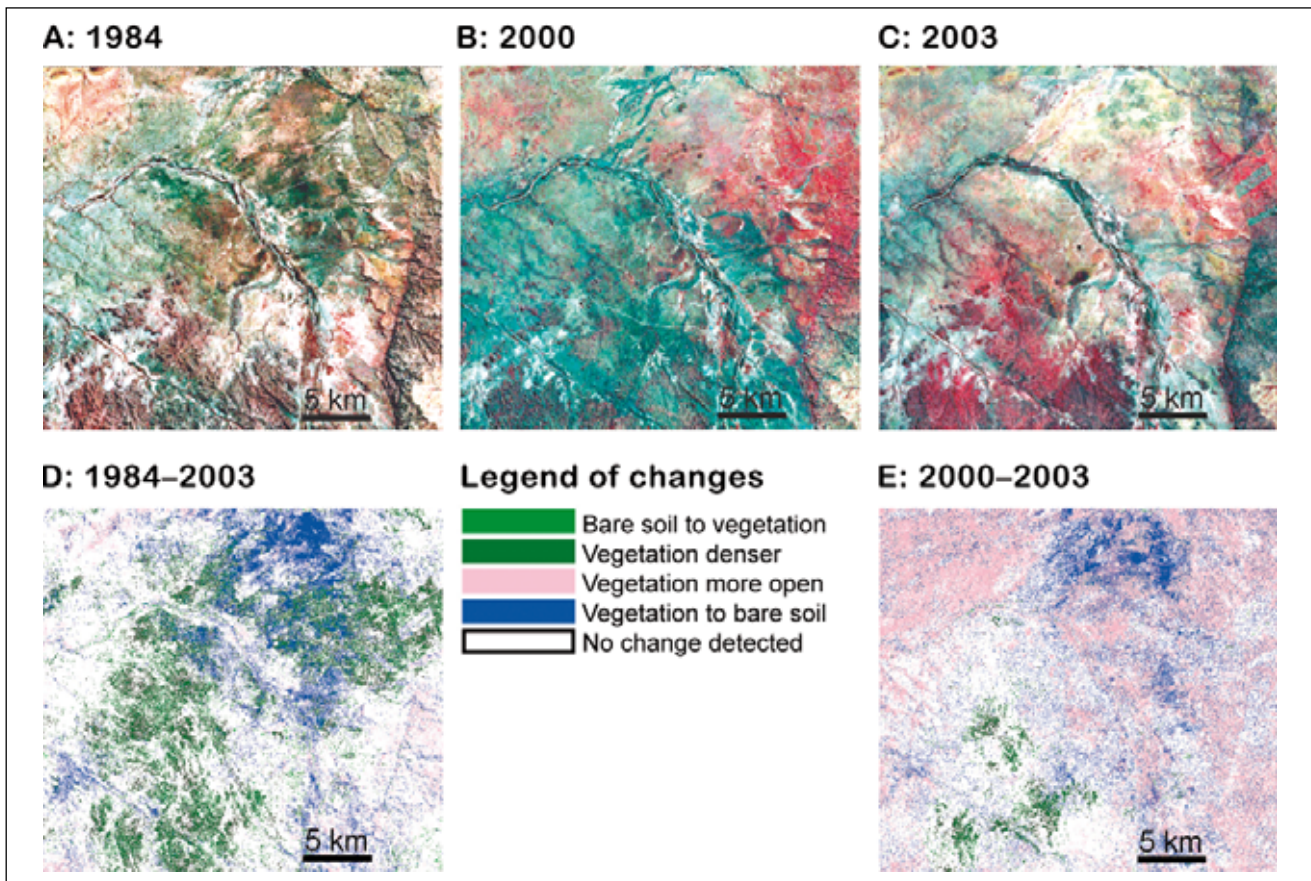 A: 1984
B: 2000
C: 2003
5 km
5 km
5 km
D: 1984–2003
Legend of changes
E: 2000–2003
Bare soil to vegetation
Vegetation denser
Vegetation more open
Vegetation to bare soil
No change detected
5 km
5 km